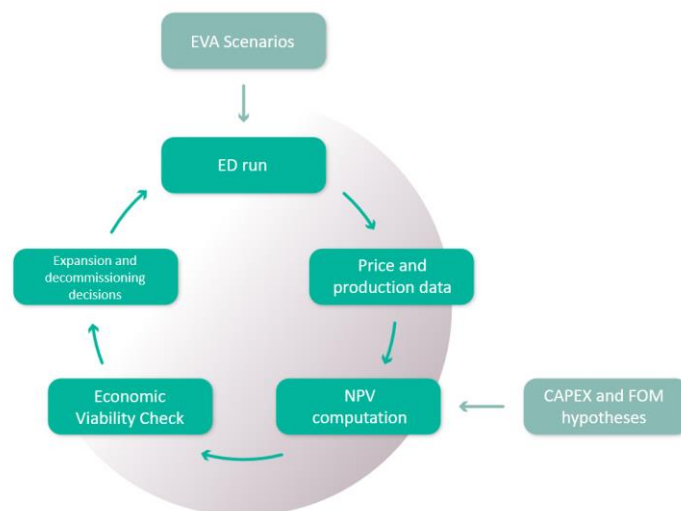 EVA Scenarios
ED run
Price and
production data
NPV
computation
CAPEX and FOM
hypotheses
Economic
Viability Check
Expansion and
decommissioning
decisions